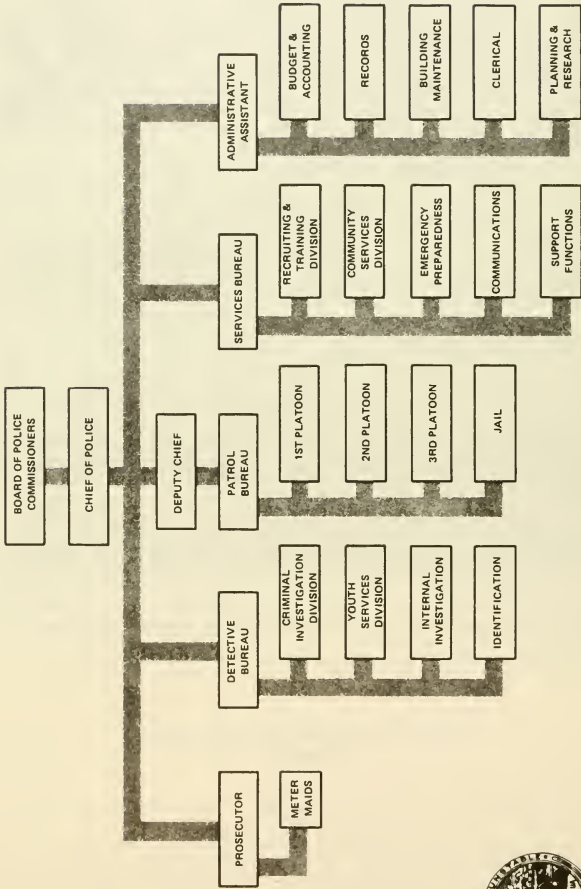 BOARD OF POLICE
COMMISSIONERS
CHIEF OF POLICE
DEPUTY CHIEF
PROSECUTOR
METER
MAIDS
DETECTIVE
BUREAU
CRIMINAL
INVESTIGATION
DIVISION
YOUTH
SERVICES
DIVISION
INTERNAL
INVESTIGATION
IDENTIFICATION
PATROL
BUREAU
1ST PLATOON
2ND PLATOON
3RD PLATOON
JAIL
SERVICES BUREAU
RECRUITING &
TRAINING
DIVISION
COMMUNITY
SERVICES
DIVISION
EMERGENCY
PREPAREDNESS
COMMUNICATIONS
SUPPORT
FUNCTIONS
ADMINISTRATIVE
ASSISTANT
BUDGET &
ACCOUNTING
RECORDS
BUILDING
MAINTENANCE
CLERICAL
PLANNING &
RESEARCH